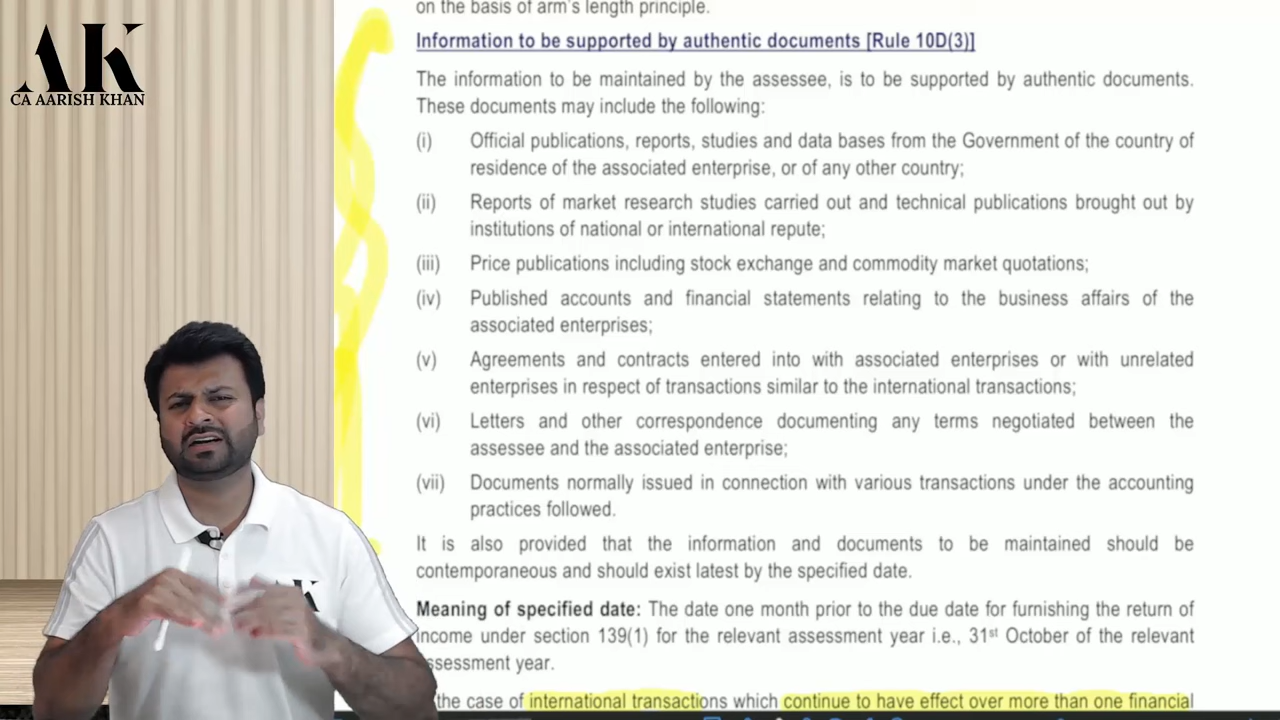 AK
CA AARISH KHAN
on the basis of arm's length principle.
Information to be supported by authentic documents [Rule 10D(3)]
The information to be maintained by the assessee, is to be supported by authentic documents.
These documents may include the following:
(i) Official publications, reports, studies and data bases from the Government of the country of
residence of the associated enterprise, or of any other country;
(ii) Reports of market research studies carried out and technical publications brought out by
institutions of national or international repute;
(iii) Price publications including stock exchange and commodity market quotations;
(iv) Published accounts and financial statements relating to the business affairs of the
associated enterprises;
(v) Agreements and contracts entered into with associated enterprises or with unrelated
enterprises in respect of transactions similar to the international transactions;
(vi) Letters and other correspondence documenting any terms negotiated between the
assessee and the associated enterprise;
(vii) Documents normally issued in connection with various transactions under the accounting
practices followed.
It is also provided that the information and documents to be maintained should be
contemporaneous and should exist latest by the specified date.
Meaning of specified date: The date one month prior to the due date for furnishing the return of
income under section 139(1) for the relevant assessment year i.e., 31st October of the relevant
assessment year.
the case of international transactions which continue to have effect over more than one financial